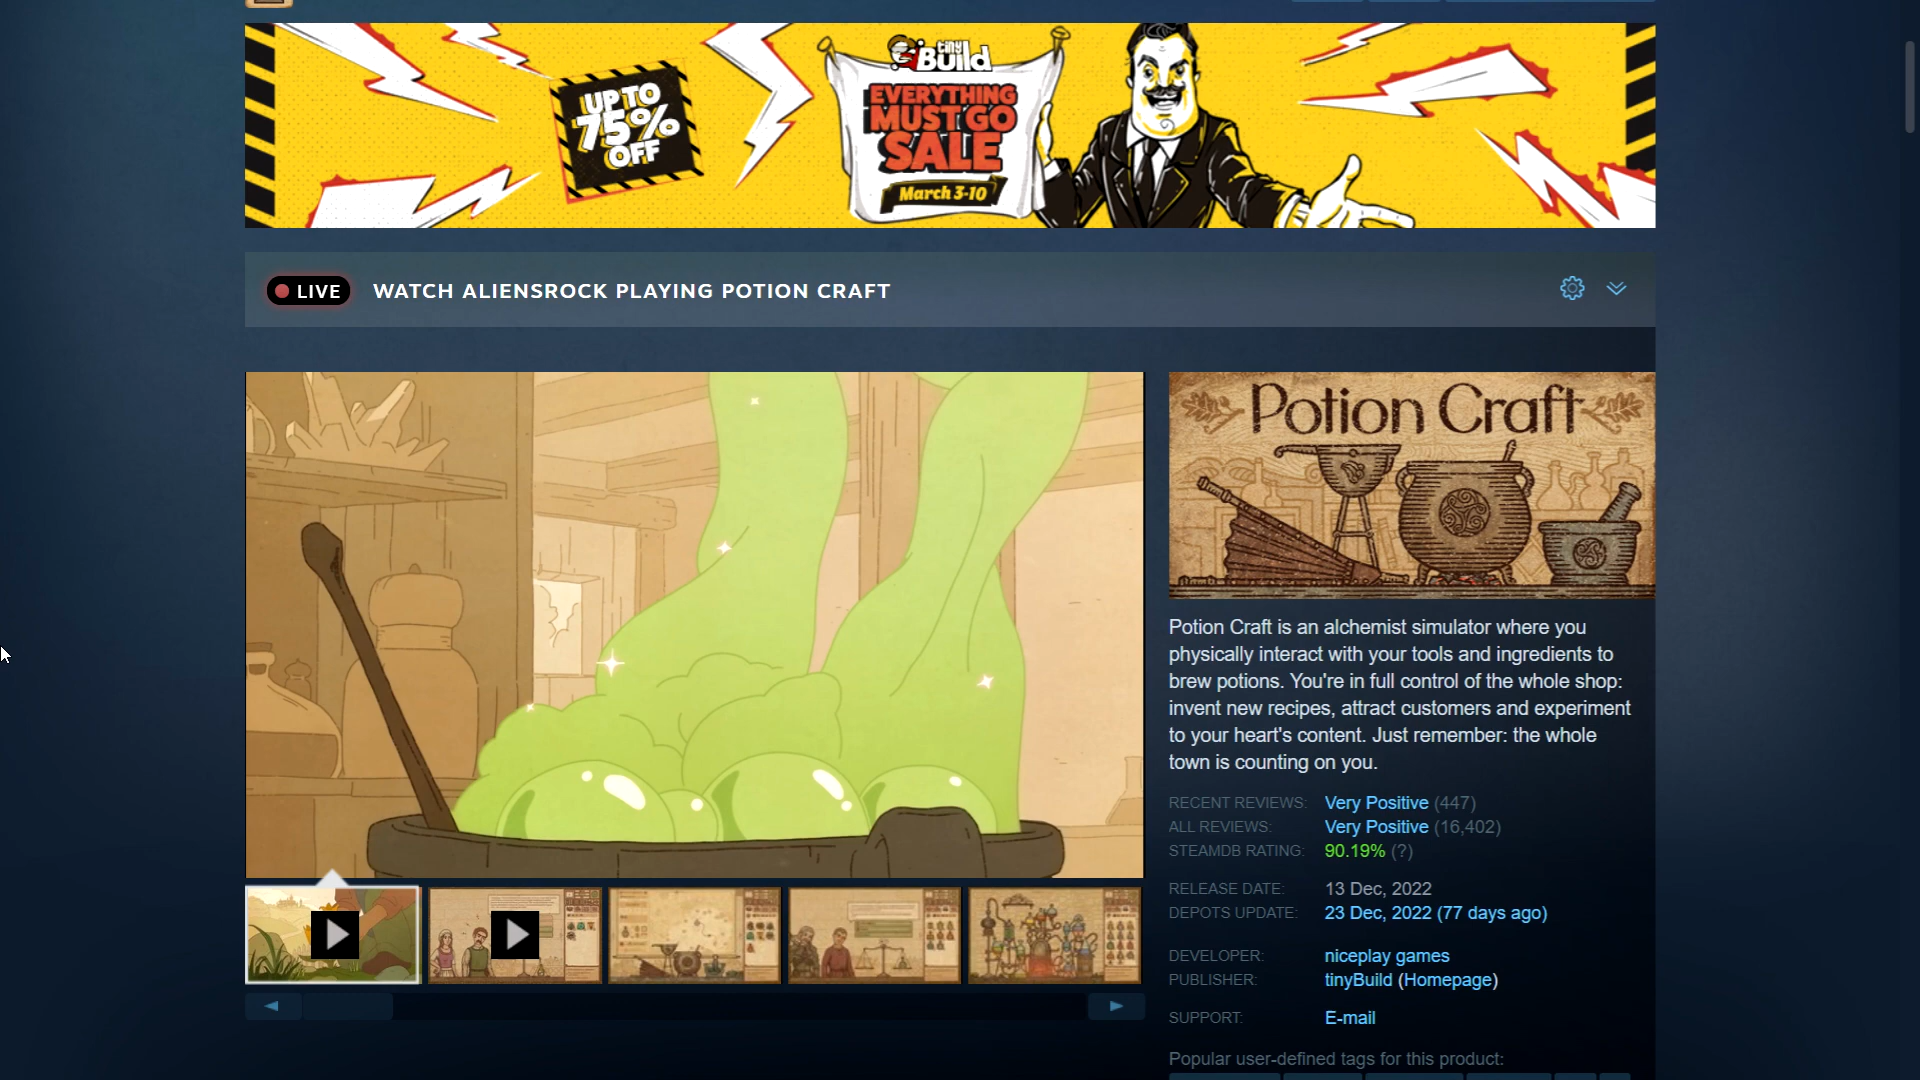 tiny
Build
UP TO
75%
OFF
EVERYTHING
MUST GO
SALE
March 3-10
LIVE
WATCH ALIENSROCK PLAYING POTION CRAFT
Potion Craft
Potion Craft is an alchemist simulator where you
physically interact with your tools and ingredients to
brew potions. You're in full control of the whole shop:
invent new recipes, attract customers and experiment
to your heart's content. Just remember: the whole
town is counting on you.
RECENT REVIEWS: Very Positive (447)
ALL REVIEWS: Very Positive (16,402)
STEAMDB RATING: 90.19% (?)
RELEASE DATE: 13 Dec, 2022
DEPOTS UPDATE: 23 Dec, 2022 (77 days ago)
DEVELOPER: niceplay games
PUBLISHER: tinyBuild (Homepage)
SUPPORT: E-mail
Popular user-defined tags for this product: